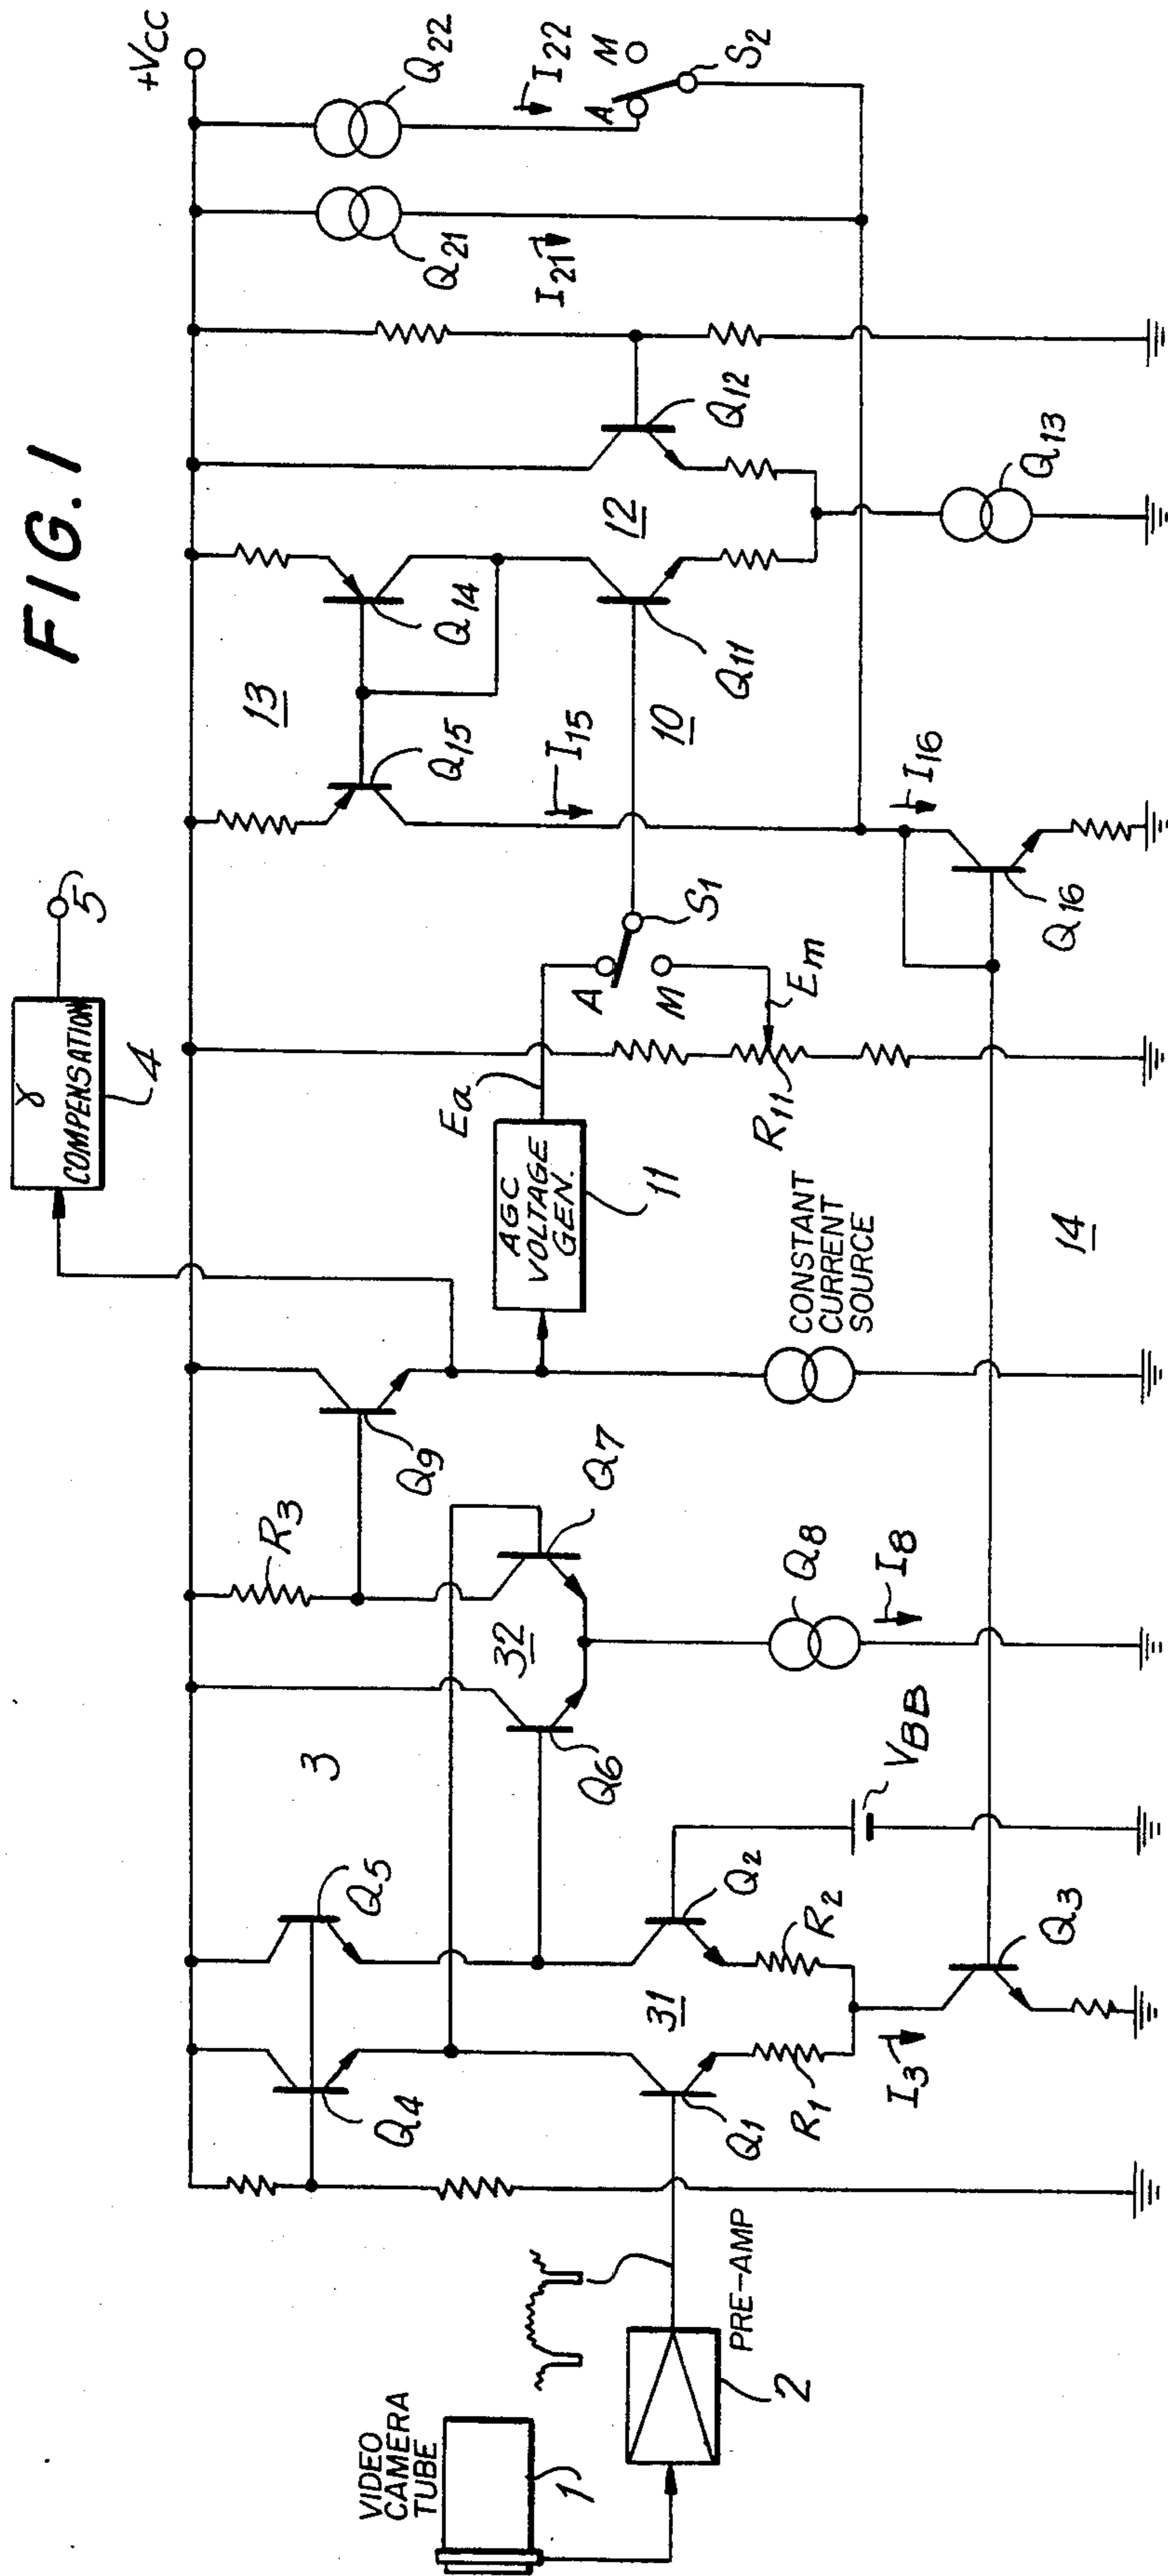 FIG. 1
+VCC
VIDEO
CAMERA
TUBE
1
PRE-AMP
2
3
Q4
Q5
Q1
Q2
31
R1
R2
I3
Q3
VBB
Q6
Q7
32
R3
Q8
I8
Q9
γ
COMPENSATION
4
5
AGC
VOLTAGE
GEN.
11
Ea
CONSTANT
CURRENT
SOURCE
14
R11
Em
A
M
S1
10
13
Q15
Q14
I15
Q11
12
Q12
Q13
I16
Q16
Q21
I21
Q22
I22
A
M
S2